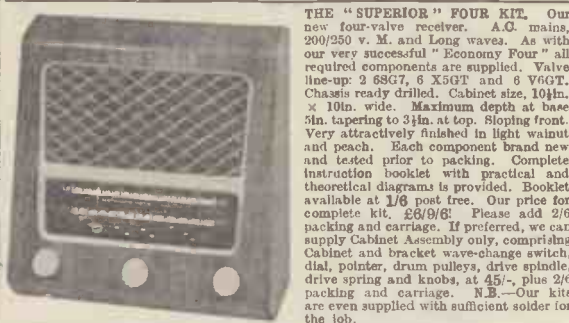 THE “ SUPERIOR ” FOUR KIT. Our
new four-valve receiver. A.C. mains,
200/250 v. M. and Long waves. As with
our very successful “ Economy Four ” all
required components are supplied. Valve
line-up: 2 6SG7, 6 X5GT and 6 V6GT.
Chassis ready drilled. Cabinet size, 10½in.
× 10in. wide. Maximum depth at base
5in. tapering to 3½in. at top. Sloping front.
Very attractively finished in light walnut
and peach. Each component brand new
and tested prior to packing. Complete
instruction booklet with practical and
theoretical diagrams is provided. Booklet
available at 1/6 post free. Our price for
complete kit, £6/9/6! Please add 2/6
packing and carriage. If preferred, we can
supply Cabinet Assembly only, comprising
Cabinet and bracket wave-change switch,
dial, pointer, drum pulleys, drive spindle,
drive spring and knobs, at 45/-, plus 2/6
packing and carriage. N.B.—Our kits
are even supplied with sufficient solder for
the job.